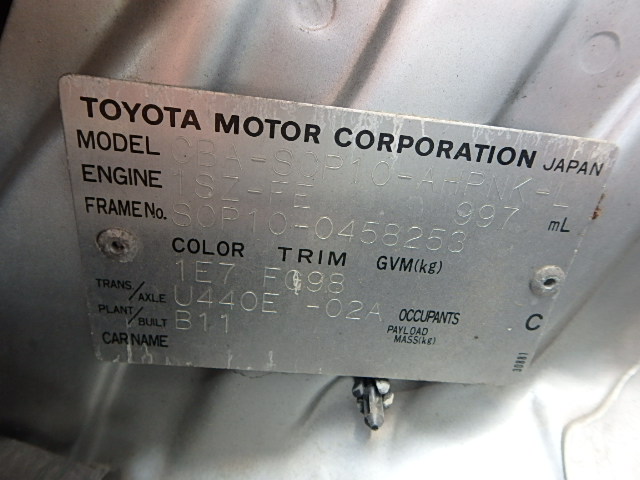 TOYOTA MOTOR CORPORATION JAPAN
MODEL CBA-SCP10-AHPNK-L
ENGINE 1SZ-FE 997 mL
FRAME No. SCP10-0458253
COLOR TRIM GVM(kg)
1E7 FC98
TRANS/AXLE U440E -02A
PLANT/BUILT B11 OCCUPANTS C
PAYLOAD MASS(kg)
CAR NAME
30881